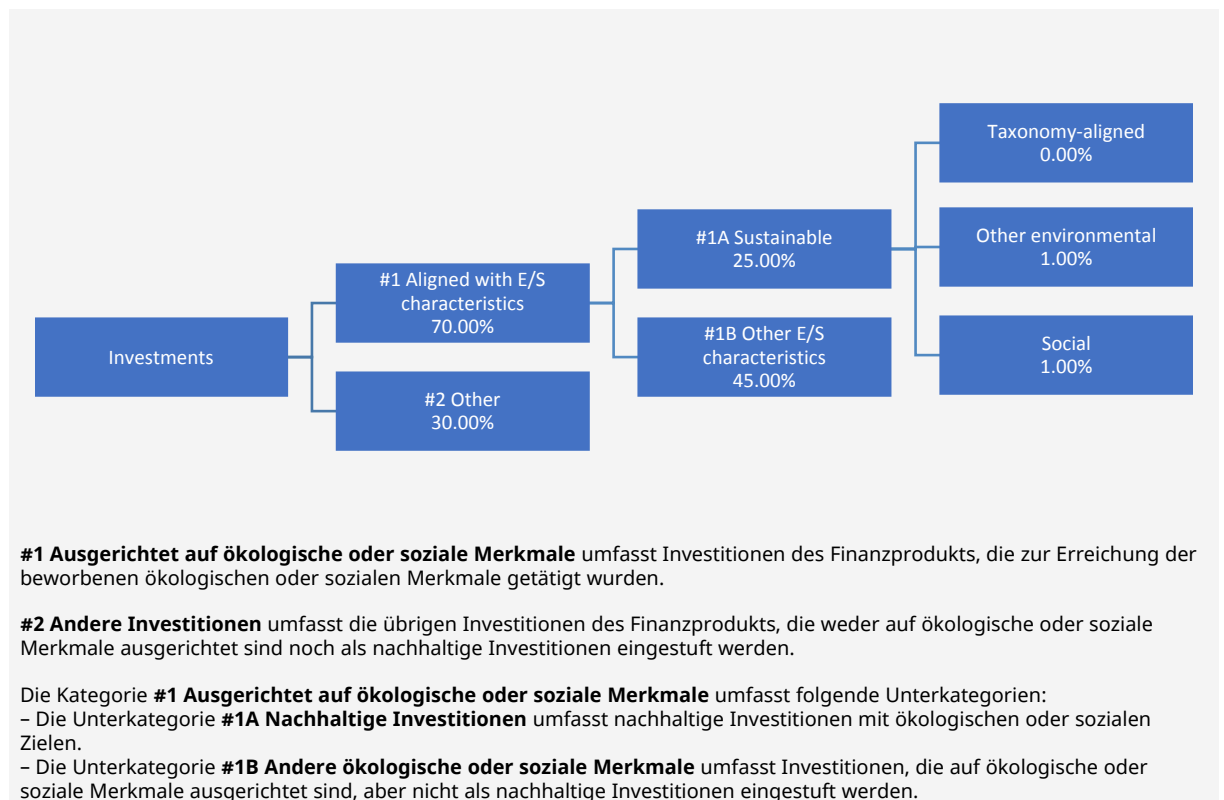 Taxonomy-aligned
0.00%
#1A Sustainable
25.00%
Other environmental
1.00%
#1 Aligned with E/S
characteristics
70.00%
Investments
#1B Other E/S
characteristics
45.00%
Social
1.00%
#2 Other
30.00%
#1 Ausgerichtet auf ökologische oder soziale Merkmale umfasst Investitionen des Finanzprodukts, die zur Erreichung der
beworbenen ökologischen oder sozialen Merkmale getätigt wurden.
#2 Andere Investitionen umfasst die übrigen Investitionen des Finanzprodukts, die weder auf ökologische oder soziale
Merkmale ausgerichtet sind noch als nachhaltige Investitionen eingestuft werden.
Die Kategorie #1 Ausgerichtet auf ökologische oder soziale Merkmale umfasst folgende Unterkategorien:
– Die Unterkategorie #1A Nachhaltige Investitionen umfasst nachhaltige Investitionen mit ökologischen oder sozialen
Zielen.
– Die Unterkategorie #1B Andere ökologische oder soziale Merkmale umfasst Investitionen, die auf ökologische oder
soziale Merkmale ausgerichtet sind, aber nicht als nachhaltige Investitionen eingestuft werden.